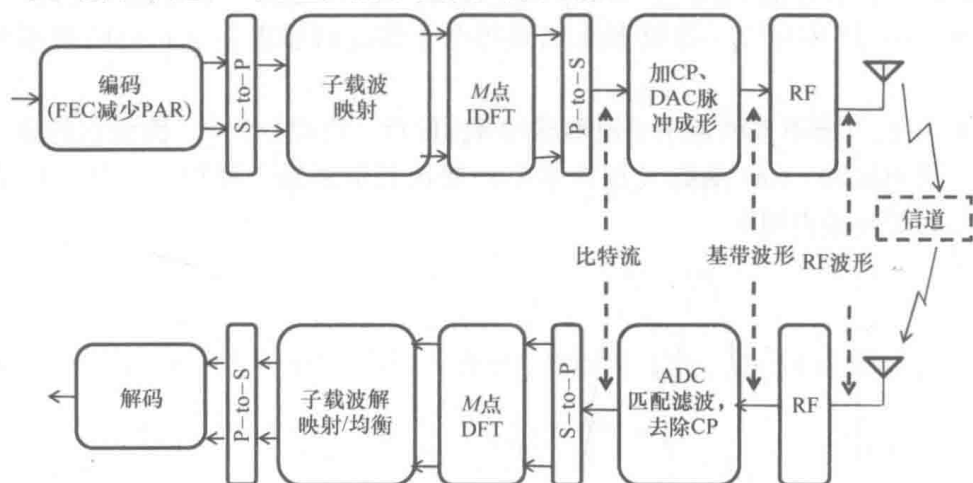 编码
(FEC减少PAR)
S-to-P
子载波
映射
M点
IDFT
P-to-S
加CP、
DAC脉
冲成形
RF
信道
比特流
基带波形
RF波形
解码
P-to-S
子载波解
映射/均衡
M点
DFT
S-to-P
ADC
匹配滤波，
去除CP
RF